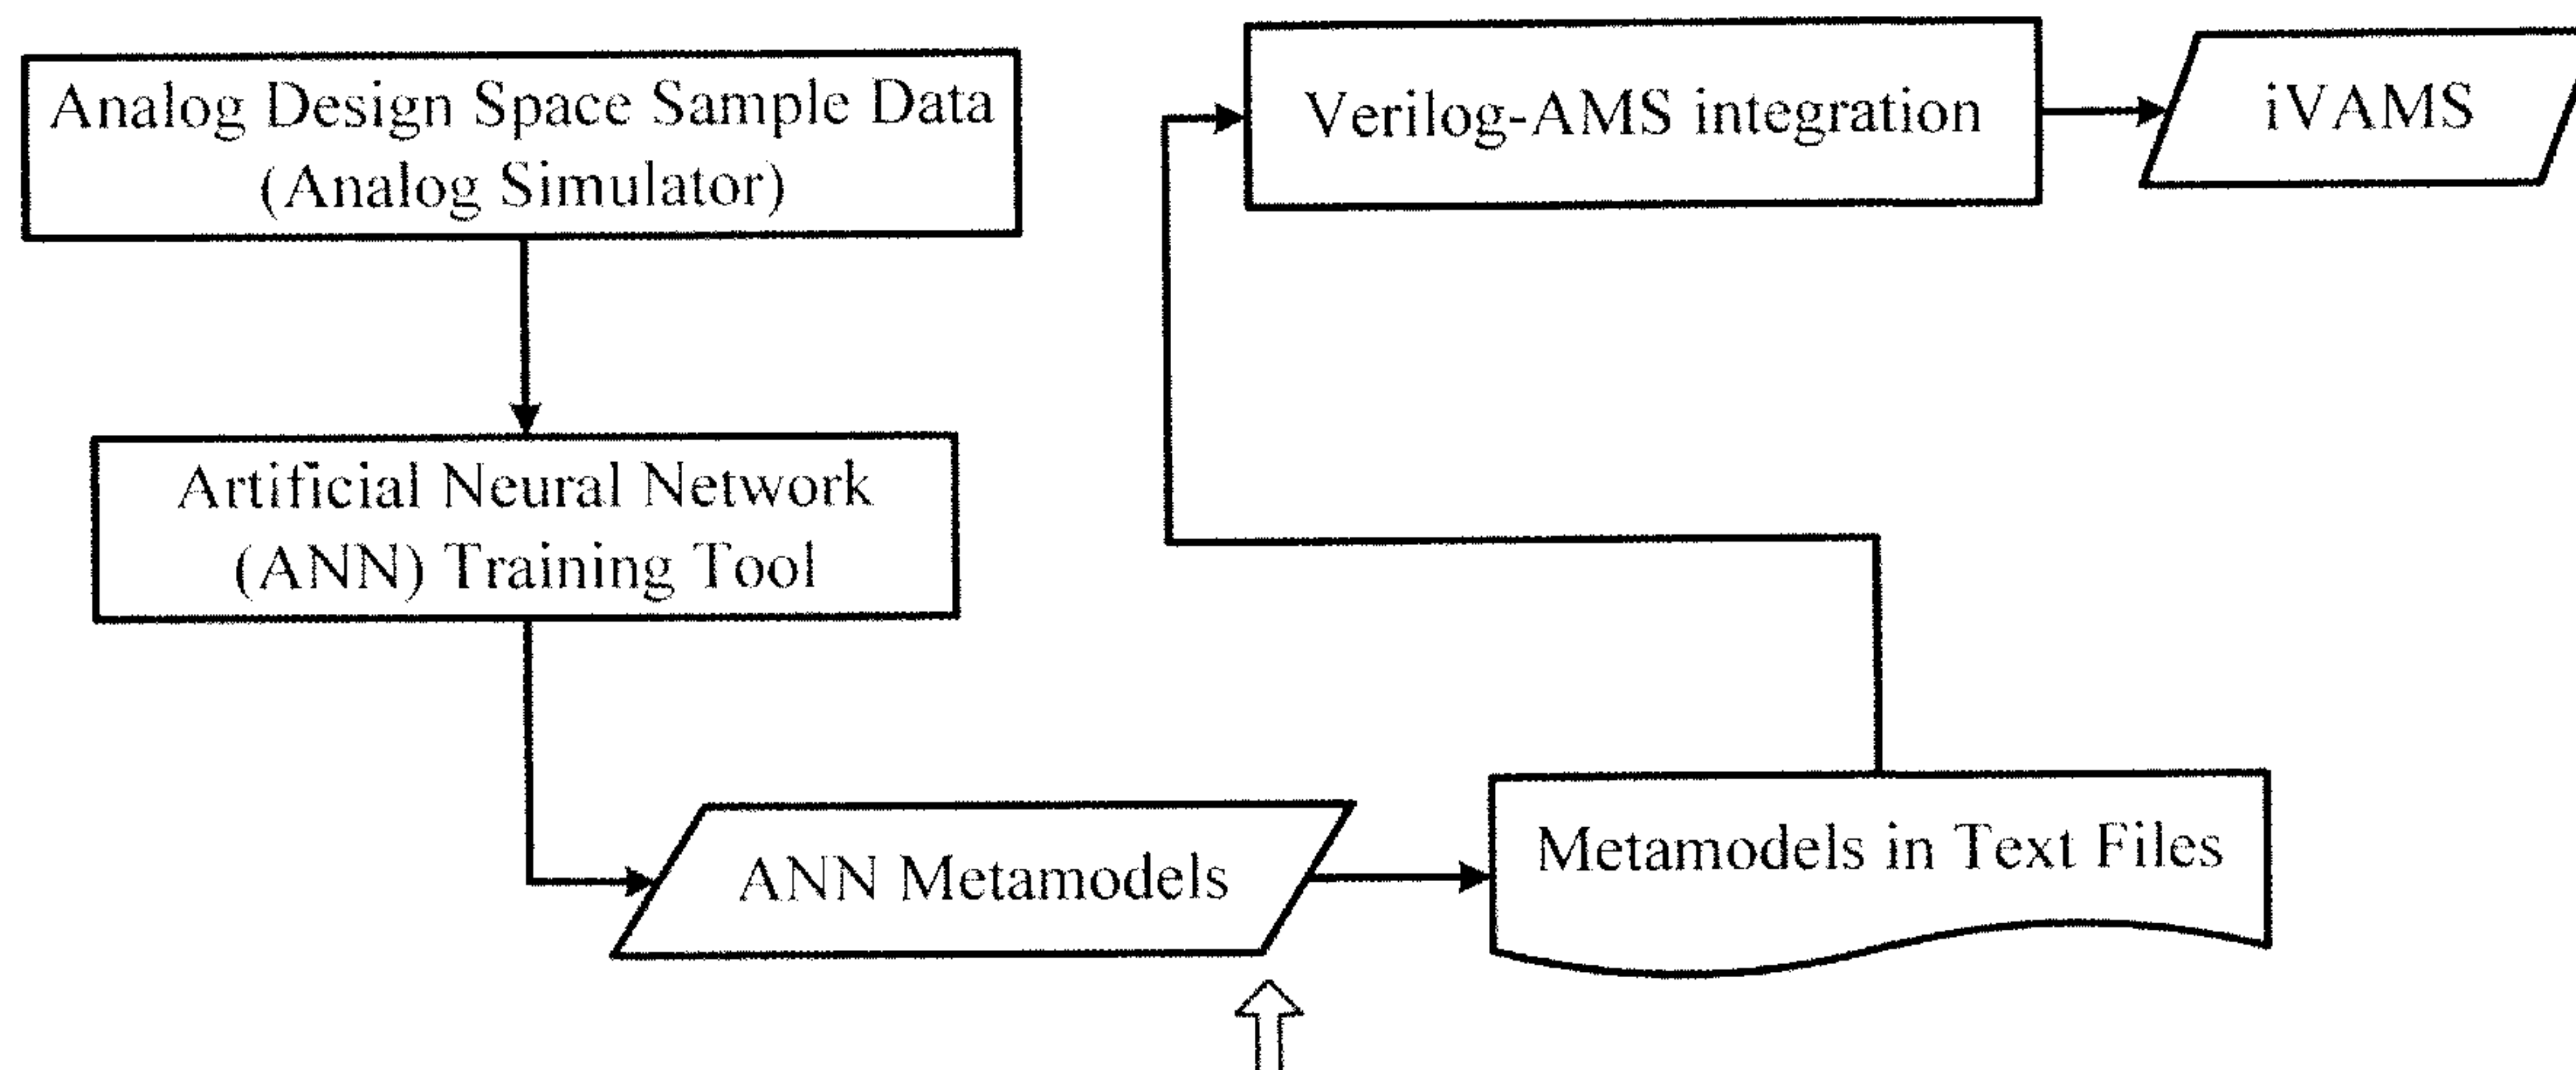 Analog Design Space Sample Data
(Analog Simulator)
Artificial Neural Network
(ANN) Training Tool
ANN Metamodels
Metamodels in Text Files
Verilog-AMS integration
iVAMS